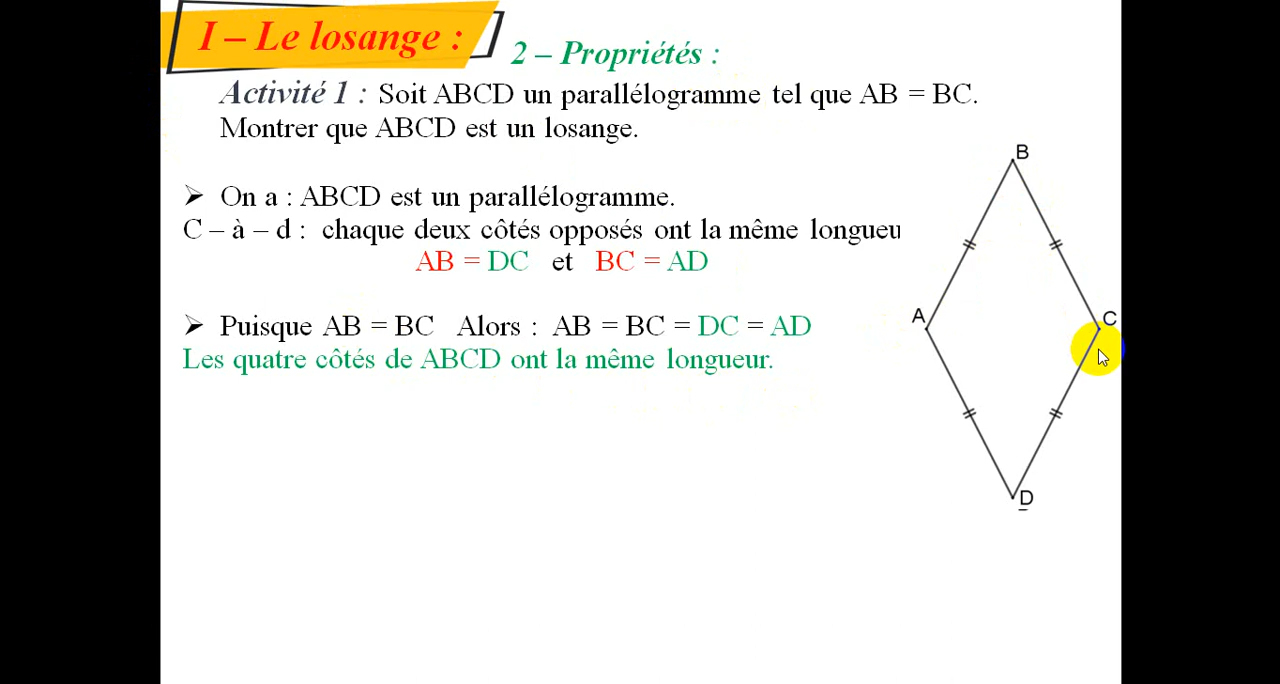 I – Le losange :
2 – Propriétés :
Activité 1 : Soit ABCD un parallélogramme tel que AB = BC.
Montrer que ABCD est un losange.
➢ On a : ABCD est un parallélogramme.
C – à – d : chaque deux côtés opposés ont la même longueu
AB = DC et BC = AD
➢ Puisque AB = BC Alors : AB = BC = DC = AD
Les quatre côtés de ABCD ont la même longueur.
B
A
C
D